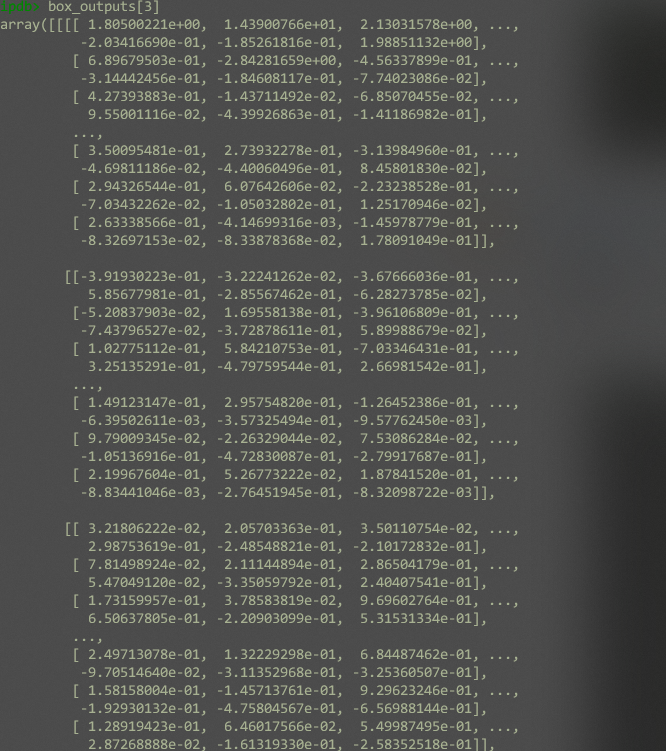 ipdb> box_outputs[3]
array([[[[ 1.80500221e+00,  1.43900766e+01,  2.13031578e+00, ...,
          -2.03416690e-01, -1.85261816e-01,  1.98851132e+00],
         [ 6.89679503e-01, -2.84281659e+00, -4.56337899e-01, ...,
          -3.14442456e-01, -1.84608117e-01, -7.74023086e-02],
         [ 4.27393883e-01, -1.43711492e-02, -6.85070455e-02, ...,
           9.55001116e-02, -4.39926863e-01, -1.41186982e-01],
         ...,
         [ 3.50095481e-01,  2.73932278e-01, -3.13984960e-01, ...,
          -4.69811186e-02, -4.40060496e-01,  8.45801830e-02],
         [ 2.94326544e-01,  6.07642606e-02, -2.23238528e-01, ...,
          -7.03432262e-02, -1.05032802e-01,  1.25170946e-02],
         [ 2.63338566e-01, -4.14699316e-03, -1.45978779e-01, ...,
          -8.32697153e-02, -8.33878368e-02,  1.78091049e-01]],
        [[-3.91930223e-01, -3.22241262e-02, -3.67666036e-01, ...,
           5.85677981e-01, -2.85567462e-01, -6.28273785e-02],
         [-5.20837903e-02,  1.69558138e-01, -3.96106809e-01, ...,
          -7.43796527e-02, -3.72878611e-01,  5.89988679e-02],
         [ 1.02775112e-01,  5.84210753e-01, -7.03346431e-01, ...,
           3.25135291e-01, -4.79759544e-01,  2.66981542e-01],
         ...,
         [ 1.49123147e-01,  2.95754820e-01, -1.26452386e-01, ...,
          -6.39502611e-03, -3.57325494e-01, -9.57762450e-03],
         [ 9.79009345e-02, -2.26329044e-02,  7.53086284e-02, ...,
          -1.05136916e-01, -4.72830087e-01, -2.79917687e-01],
         [ 2.19967604e-01,  5.26773222e-02,  1.87841520e-01, ...,
          -8.83441046e-03, -2.76451945e-01, -8.32098722e-03]],
        [[ 3.21806222e-02,  2.05703363e-01,  3.50110754e-02, ...,
           2.98753619e-01, -2.48548821e-01, -2.10172832e-01],
         [ 7.81498924e-02,  2.11144894e-01,  2.86504179e-01, ...,
           5.47049120e-02, -3.35059792e-01,  2.40407541e-01],
         [ 1.73159957e-01,  3.78583819e-02,  9.69602764e-01, ...,
           6.50637805e-01, -2.20903099e-01,  5.31531334e-01],
         ...,
         [ 2.49713078e-01,  1.32229298e-01,  6.84487462e-01, ...,
          -9.70514640e-02, -3.11352968e-01, -3.25360507e-01],
         [ 1.58158004e-01, -1.45713761e-01,  9.29623246e-01, ...,
          -1.92930132e-01, -4.75804567e-01, -6.56988144e-01],
         [ 1.28919423e-01,  6.46017566e-02,  5.49987495e-01, ...,
           2.87268888e-02, -1.61319330e-01, -2.58352518e-01]],